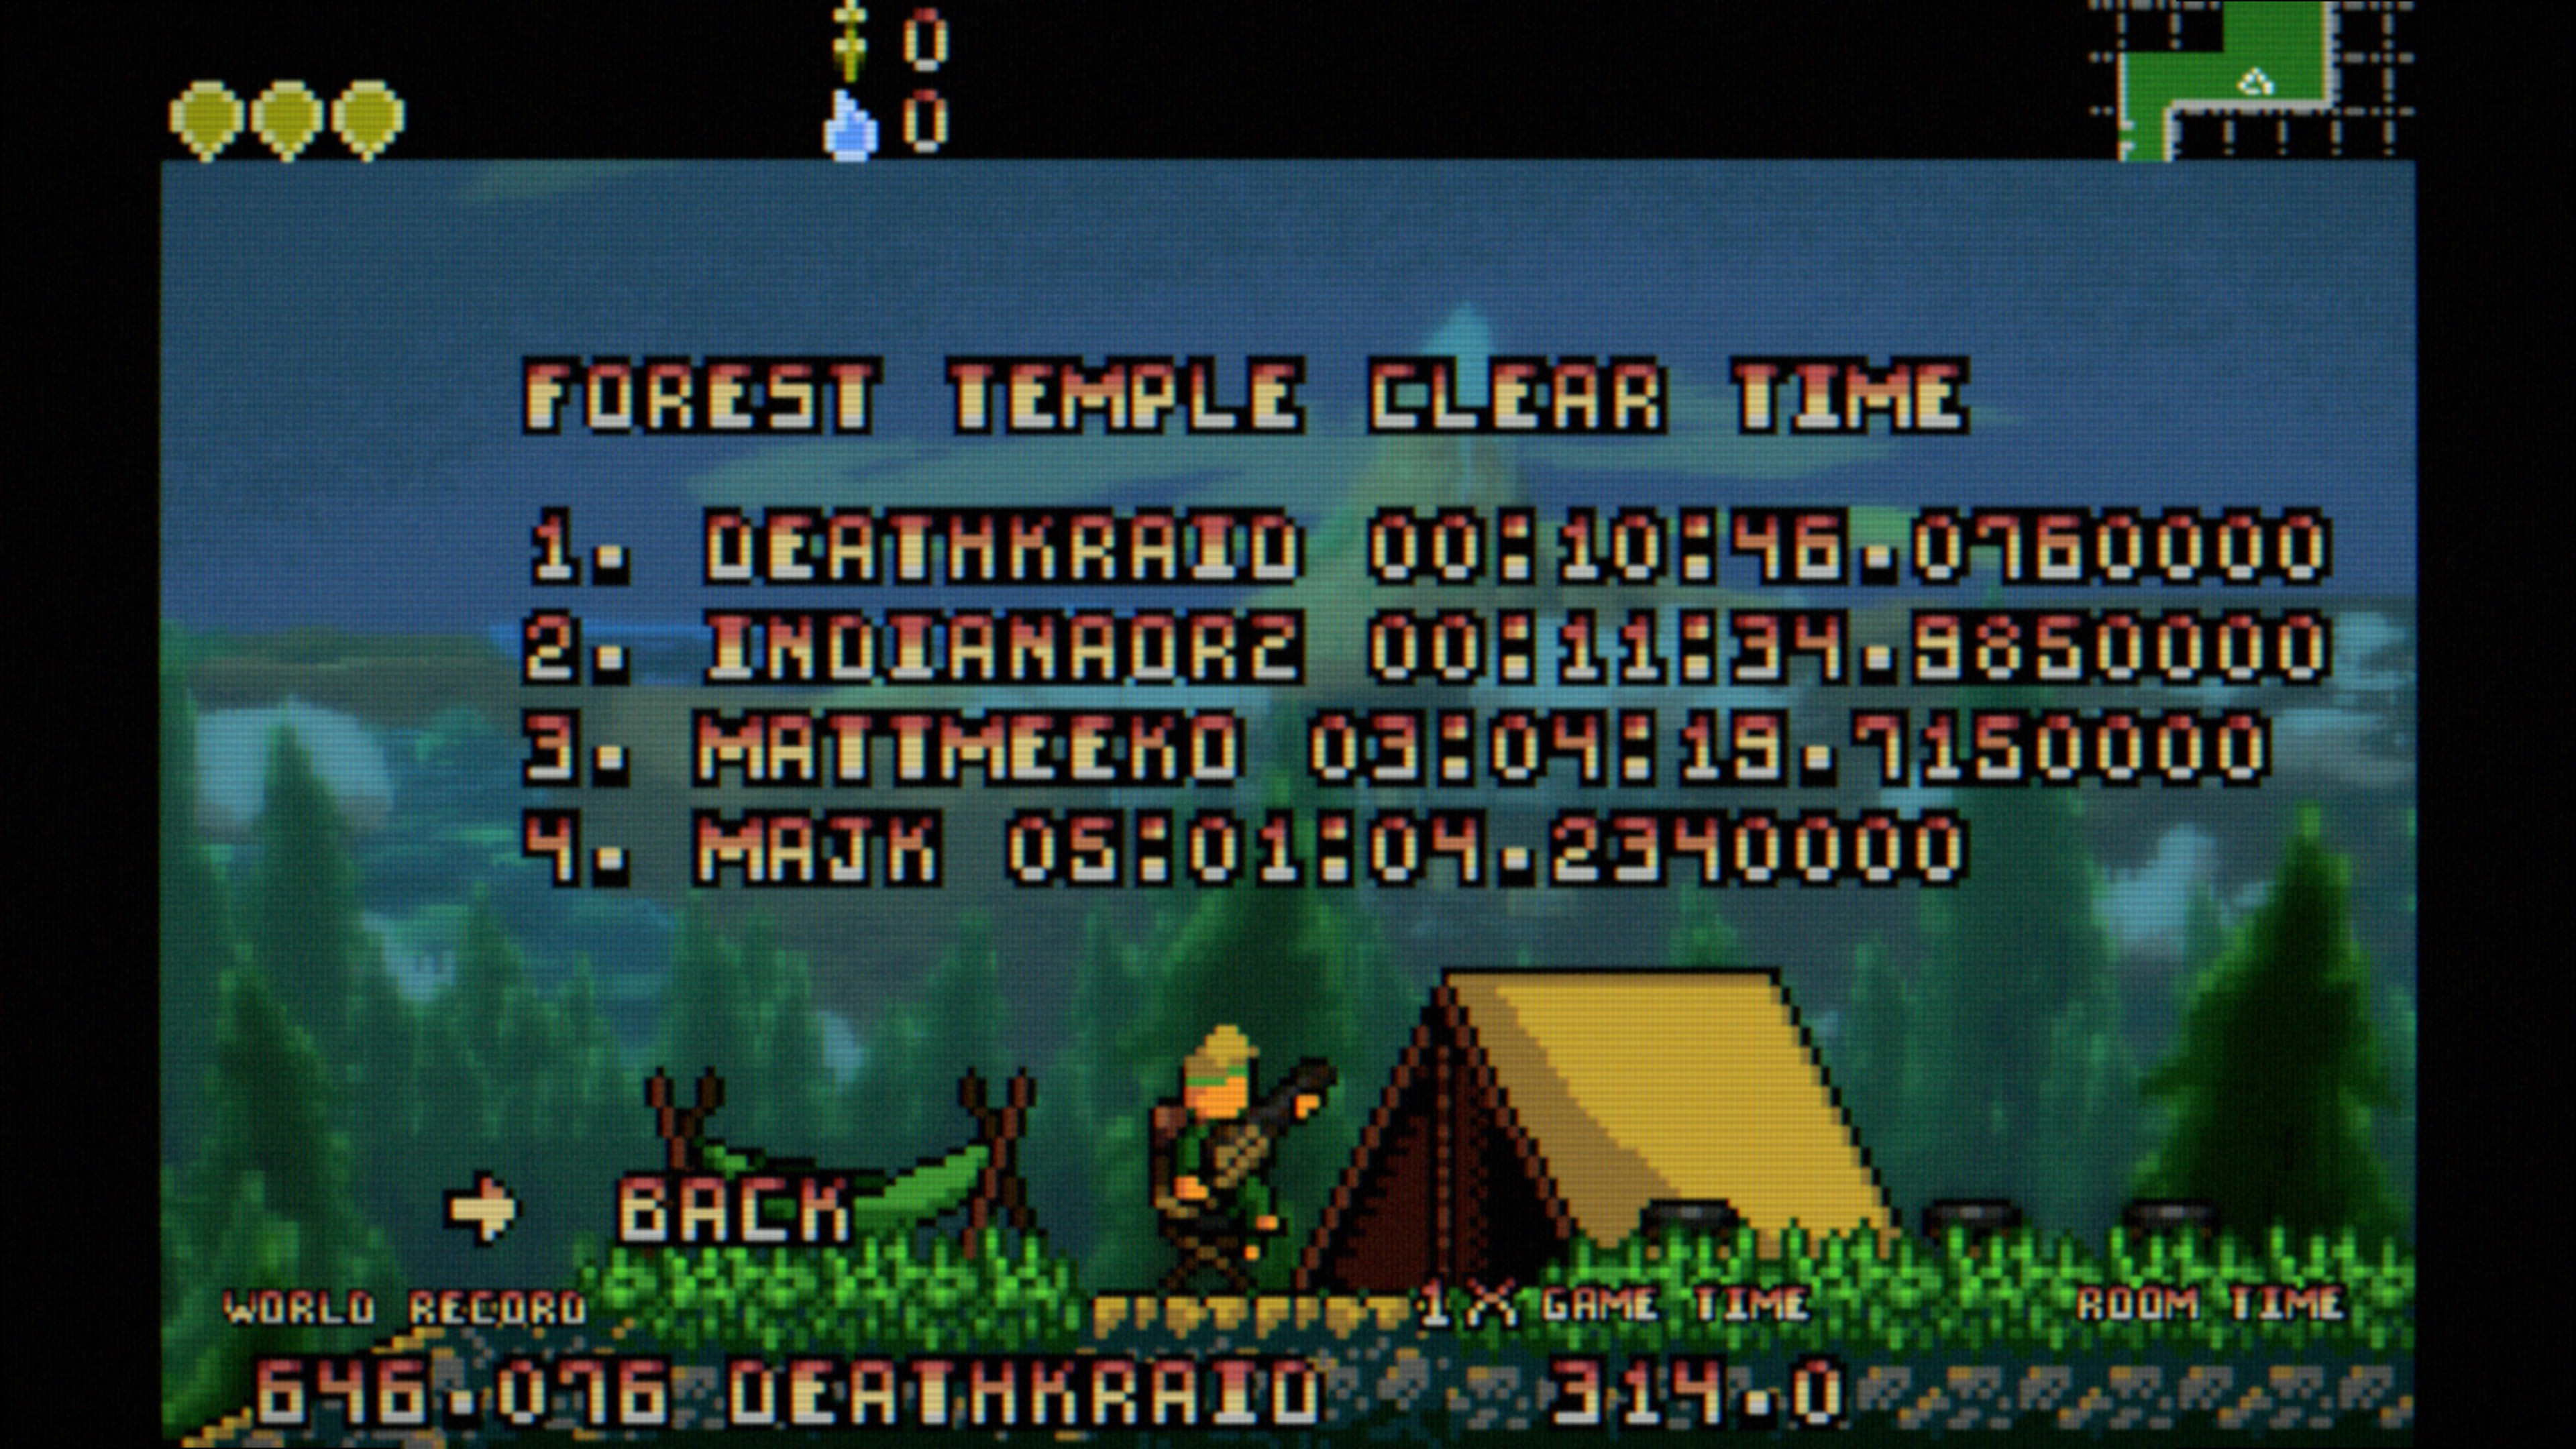 0
0
FOREST TEMPLE CLEAR TIME
1. DEATHKRAID 00:10:46.0760000
2. INDIANAORZ 00:11:34.9850000
3. MATTMEEKO 03:04:19.7150000
4. MAJK 05:01:04.2340000
BACK
WORLD RECORD
1X GAME TIME
ROOM TIME
646.076 DEATHKRAID
314.0